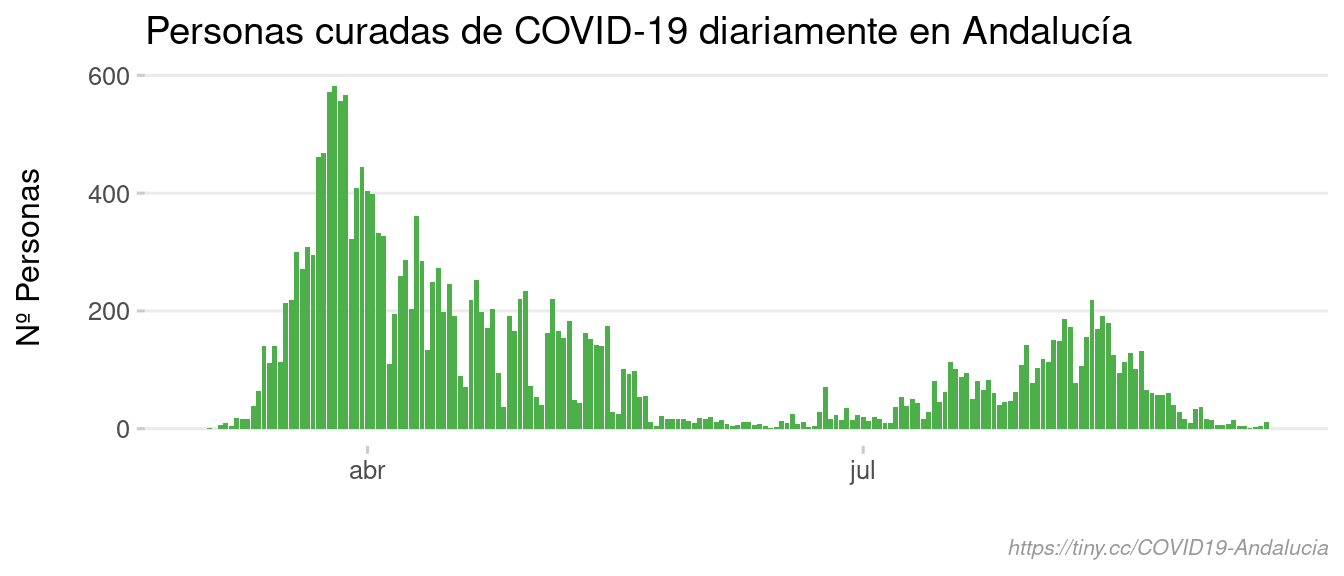 Personas curadas de COVID-19 diariamente en Andalucía
600
400
200
0
Nº Personas
abr
jul
https://tiny.cc/COVID19-Andalucia